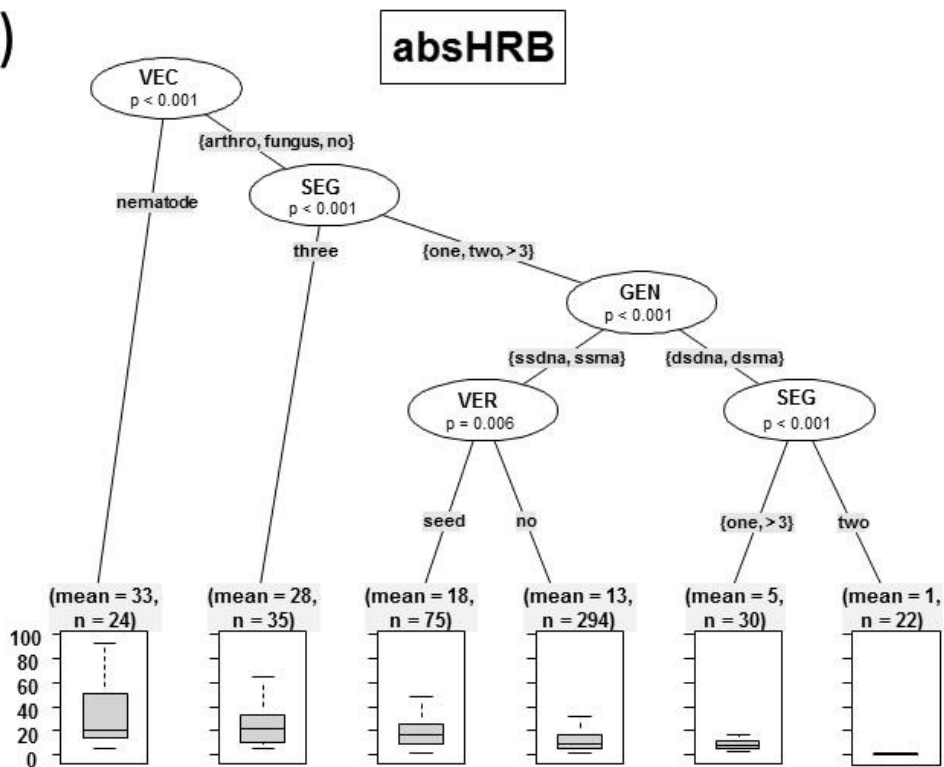 )
absHRB
VEC
p < 0.001
{arthro, fungus, no}
nematode
SEG
p < 0.001
three
{one, two, > 3}
GEN
p < 0.001
{ssdna, ssrna}
{dsdna, dsrna}
VER
p = 0.006
SEG
p < 0.001
seed
no
{one, > 3}
two
(mean = 33,
n = 24)
(mean = 28,
n = 35)
(mean = 18,
n = 75)
(mean = 13,
n = 294)
(mean = 5,
n = 30)
(mean = 1,
n = 22)
100
80
60
40
20
0